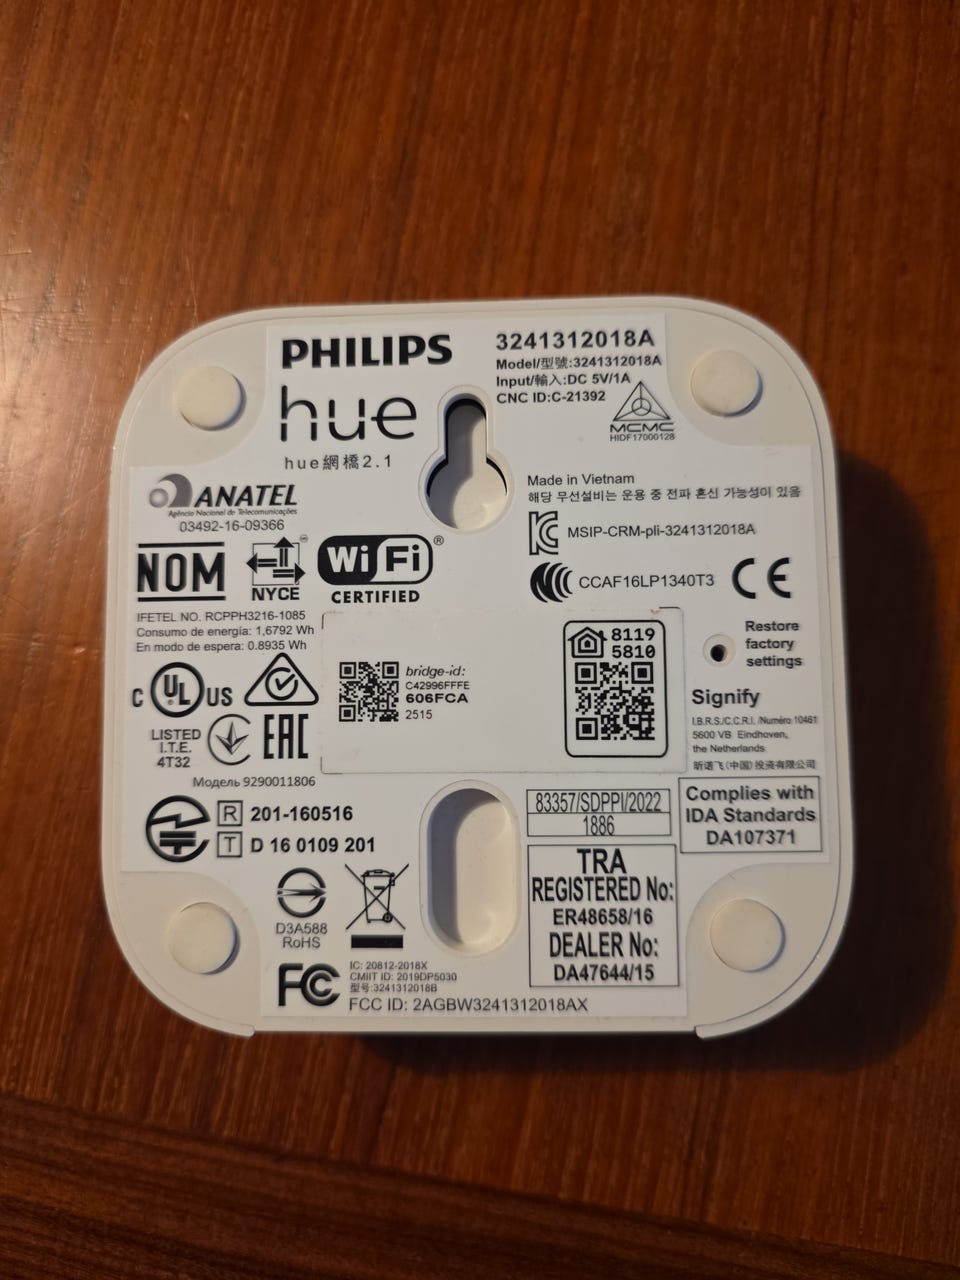 PHILIPS
hue
hue網橋2.1
3241312018A
Model/型號:3241312018A
Input/輸入:DC 5V/1A
CNC ID:C-21392
MCMC
HIDF17000128
ANATEL
Agência Nacional de Telecomunicações
03492-16-09366
Made in Vietnam
해당 무선설비는 운용 중 전파 혼신 가능성이 있음
MSIP-CRM-pli-3241312018A
NOM
NYCE
Wi Fi ®
CERTIFIED
CCAF16LP1340T3
CE
IFETEL NO. RCPPH3216-1085
Consumo de energía: 1,6792 Wh
En modo de espera: 0.8935 Wh
C UL US
LISTED
I.T.E.
4T32
EAC
Модель 9290011806
bridge-id:
C42996FFFE
606FCA
2515
8119
5810
Restore
factory
settings
Signify
I.B.R.S./C.C.R.I. /Numéro 10461
5600 VB Eindhoven,
the Netherlands
昕诺飞(中国)投资有限公司
R 201-160516
T D 16 0109 201
83357/SDPPI/2022
1886
Complies with
IDA Standards
DA107371
D3A588
RoHS
TRA
REGISTERED No:
ER48658/16
DEALER No:
DA47644/15
FC
IC: 20812-2018X
CMIIT ID: 2019DP5030
型号:3241312018B
FCC ID: 2AGBW3241312018AX